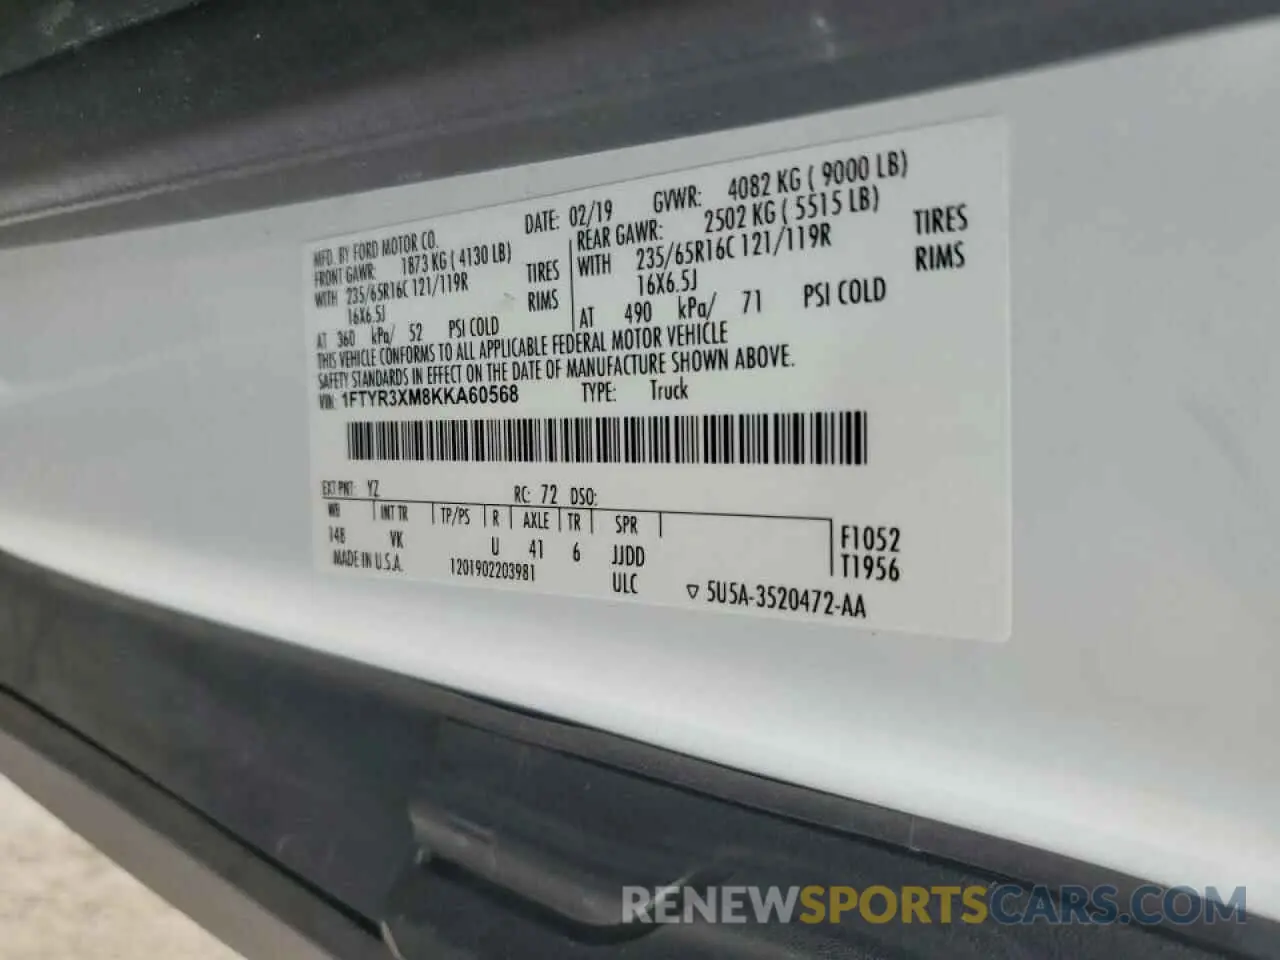 MFD. BY FORD MOTOR CO. DATE: 02/19 GVWR: 4082 KG ( 9000 LB)
FRONT GAWR: 1873 KG ( 4130 LB) REAR GAWR: 2502 KG ( 5515 LB)
WITH 235/65R16C 121/119R TIRES WITH 235/65R16C 121/119R TIRES
16X6.5J RIMS 16X6.5J RIMS
AT 360 kPa/ 52 PSI COLD AT 490 kPa/ 71 PSI COLD
THIS VEHICLE CONFORMS TO ALL APPLICABLE FEDERAL MOTOR VEHICLE
SAFETY STANDARDS IN EFFECT ON THE DATE OF MANUFACTURE SHOWN ABOVE.
VIN: 1FTYR3XM8KKA60568 TYPE: Truck
EXT PNT: YZ RC: 72 DSO:
WB INT TR TP/PS R AXLE TR SPR F1052
148 VK U 41 6 JJDD T1956
MADE IN U.S.A. 1201902203981 ULC ▽ 5U5A-3520472-AA
RENEWSPORTSCARS.COM